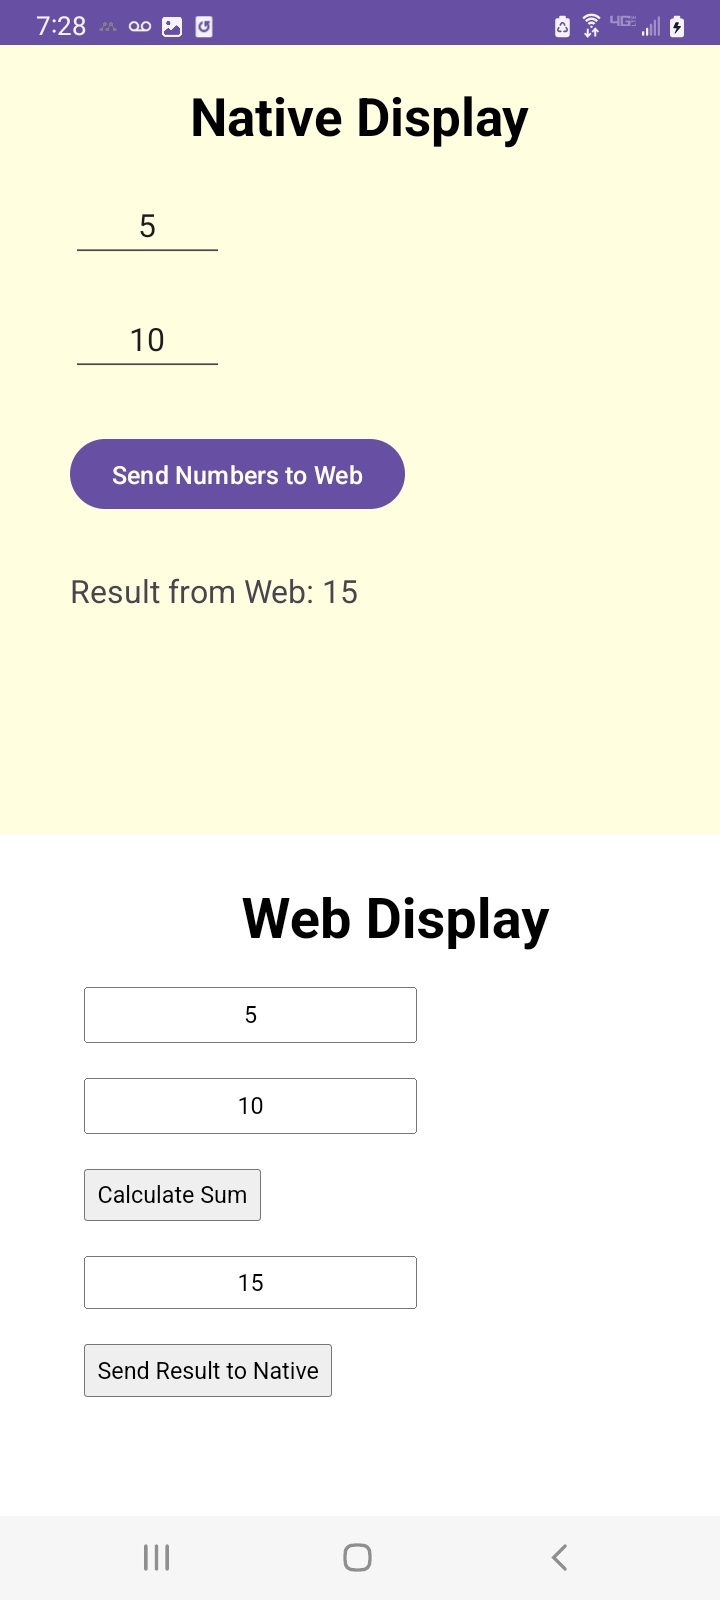 7:28 4G
Native Display
5
10
Send Numbers to Web
Result from Web: 15
Web Display
5
10
Calculate Sum
15
Send Result to Native